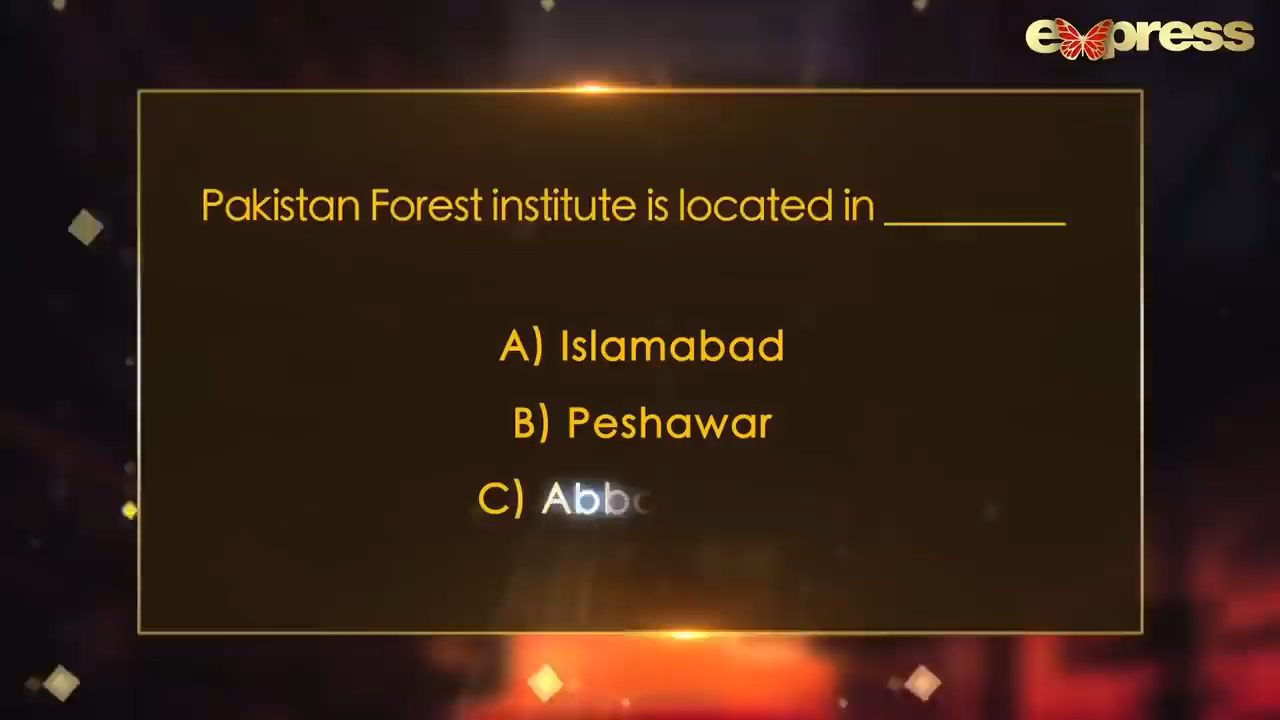 express
Pakistan Forest institute is located in _________
A) Islamabad
B) Peshawar
C)